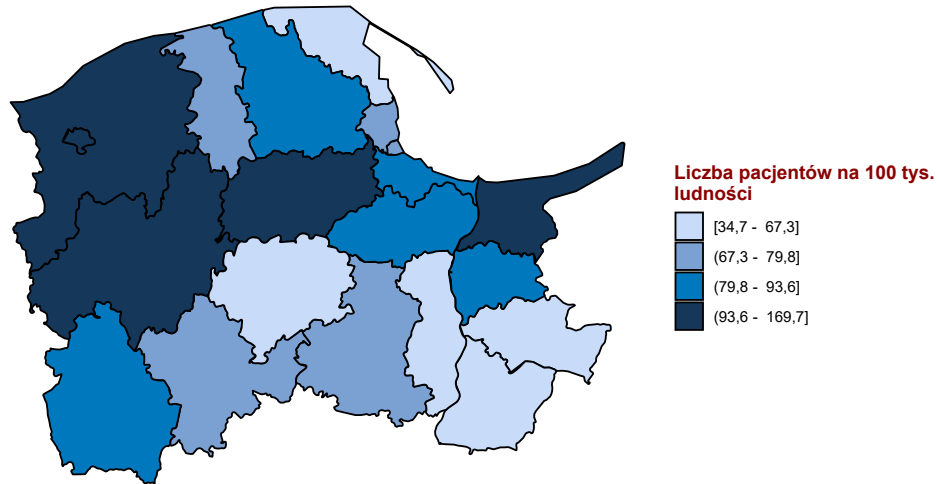 Liczba pacjentów na 100 tys.
ludności
[34,7 - 67,3]
(67,3 - 79,8]
(79,8 - 93,6]
(93,6 - 169,7]